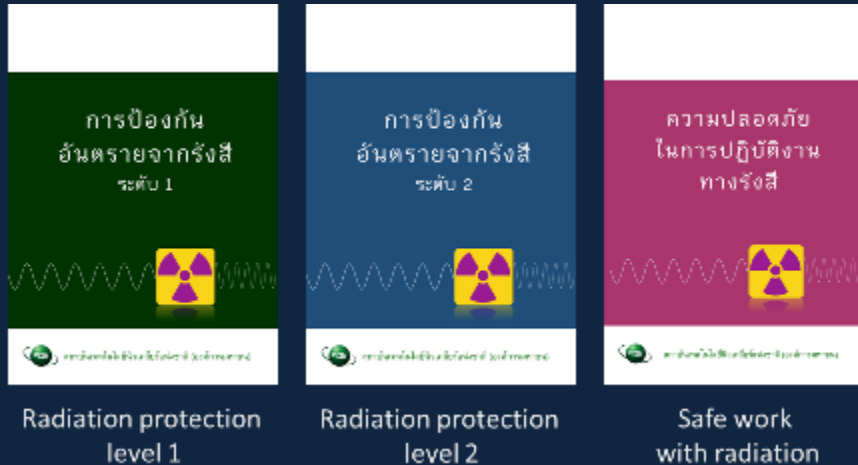 การป้องกัน
อันตรายจากรังสี
ระดับ 1
การป้องกัน
อันตรายจากรังสี
ระดับ 2
ความปลอดภัย
ในการปฏิบัติงาน
ทางรังสี
Radiation protection
level 1
Radiation protection
level 2
Safe work
with radiation